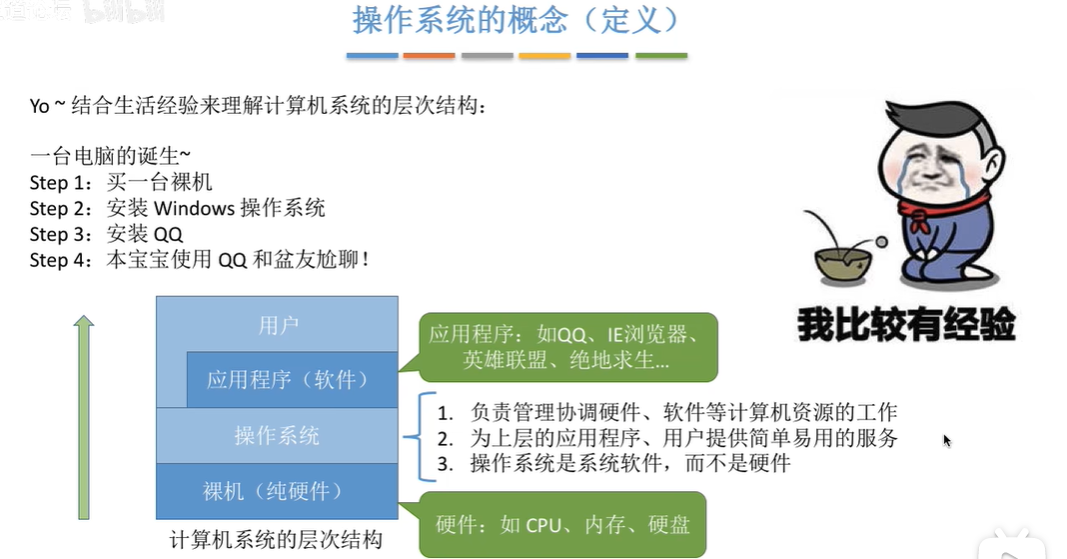 bilibili
操作系统的概念（定义）
Yo ~ 结合生活经验来理解计算机系统的层次结构：
一台电脑的诞生~
Step 1：买一台裸机
Step 2：安装 Windows 操作系统
Step 3：安装 QQ
Step 4：本宝宝使用 QQ 和盆友尬聊！
我比较有经验
用户
应用程序（软件）
操作系统
裸机（纯硬件）
计算机系统的层次结构
应用程序：如QQ、IE浏览器、
英雄联盟、绝地求生...
1. 负责管理协调硬件、软件等计算机资源的工作
2. 为上层的应用程序、用户提供简单易用的服务
3. 操作系统是系统软件，而不是硬件
硬件：如 CPU、内存、硬盘